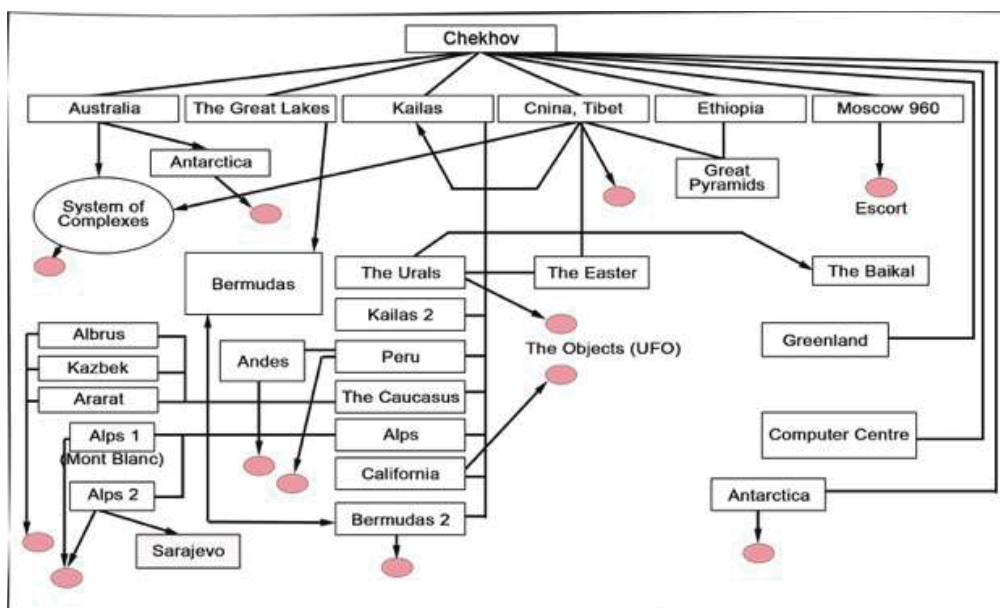 Chekhov
Australia
The Great Lakes
Kailas
Cnina, Tibet
Ethiopia
Moscow 960
Antarctica
Great
Pyramids
System of
Complexes
Escort
Bermudas
The Urals
The Easter
The Baikal
Kailas 2
Albrus
Greenland
Andes
Peru
The Objects (UFO)
Kazbek
Ararat
The Caucasus
Alps 1
(Mont Blanc)
Alps
Computer Centre
California
Alps 2
Antarctica
Bermudas 2
Sarajevo